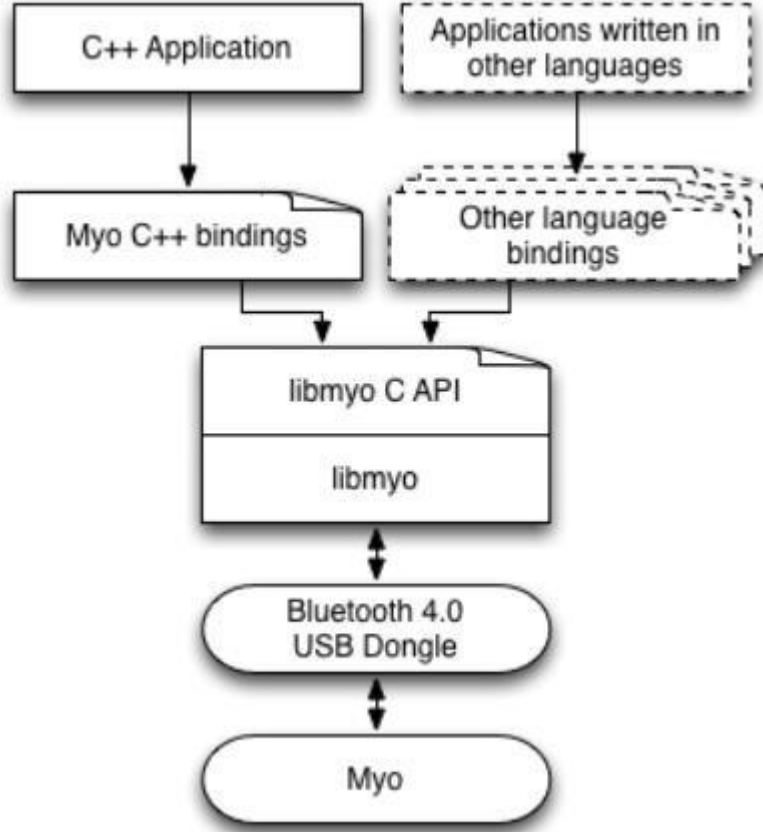 C++ Application
Applications written in
other languages
Myo C++ bindings
Other language
bindings
libmyo C API
libmyo
Bluetooth 4.0
USB Dongle
Myo